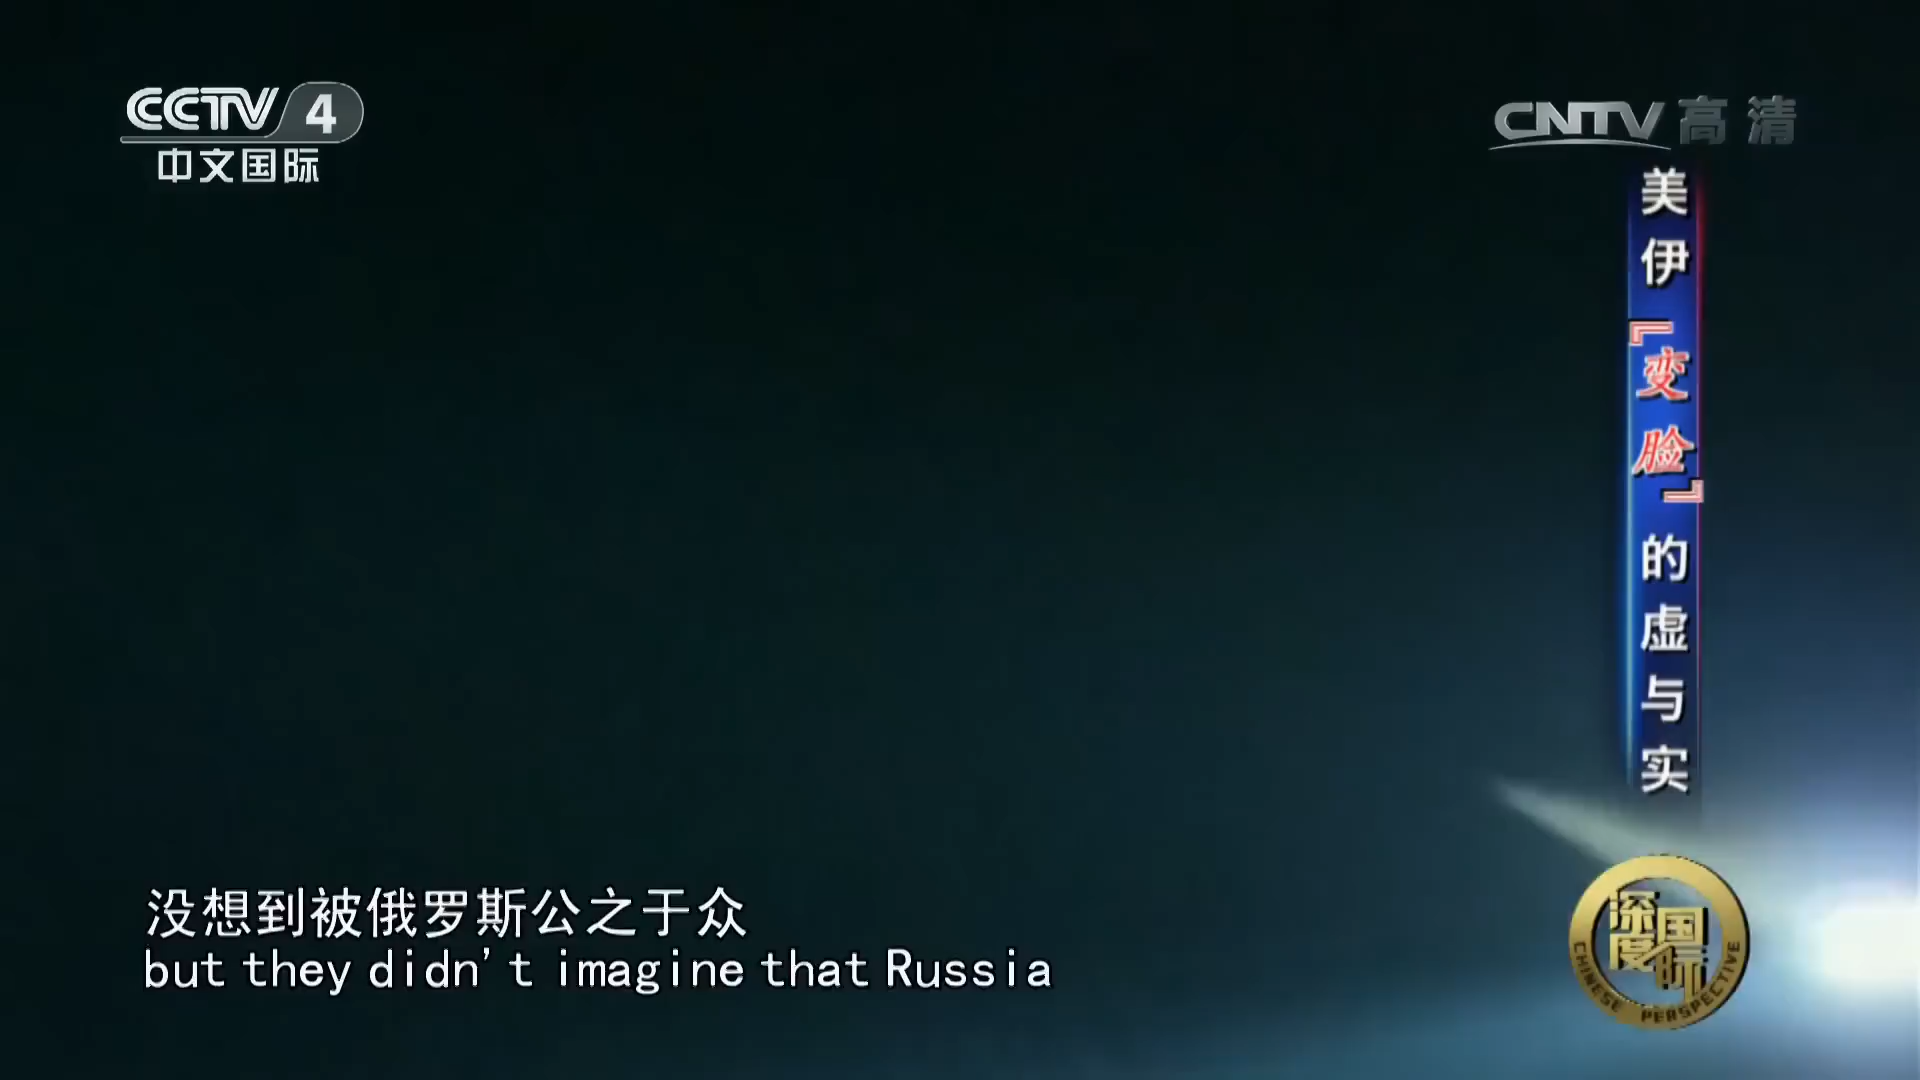 CCTV 4
中文国际
CNTV 高清
美伊『变脸』的虚与实
没想到被俄罗斯公之于众
but they didn't imagine that Russia
深度国际
CHINESE PERSPECTIVE